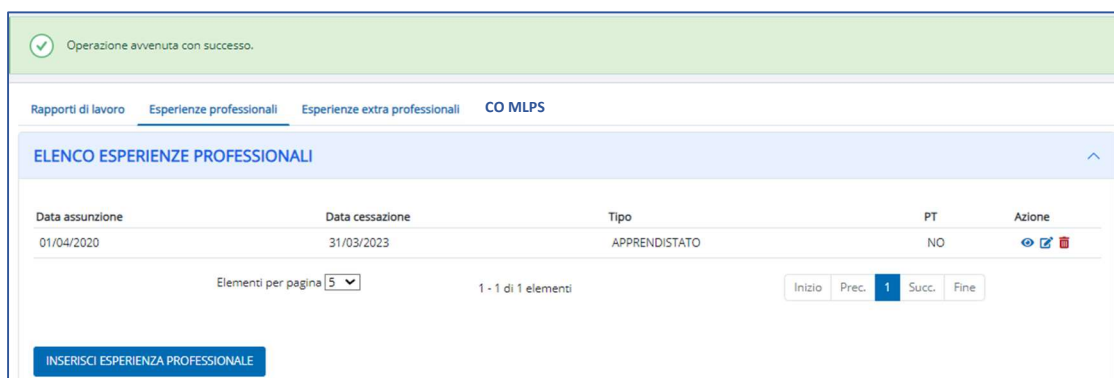 Operazione avvenuta con successo.
Rapporti di lavoro Esperienze professionali Esperienze extra professionali CO MLPS
ELENCO ESPERIENZE PROFESSIONALI
Data assunzione Data cessazione Tipo PT Azione
01/04/2020 31/03/2023 APPRENDISTATO NO
Elementi per pagina 5 1 - 1 di 1 elementi Inizio Prec. 1 Succ. Fine
INSERISCI ESPERIENZA PROFESSIONALE